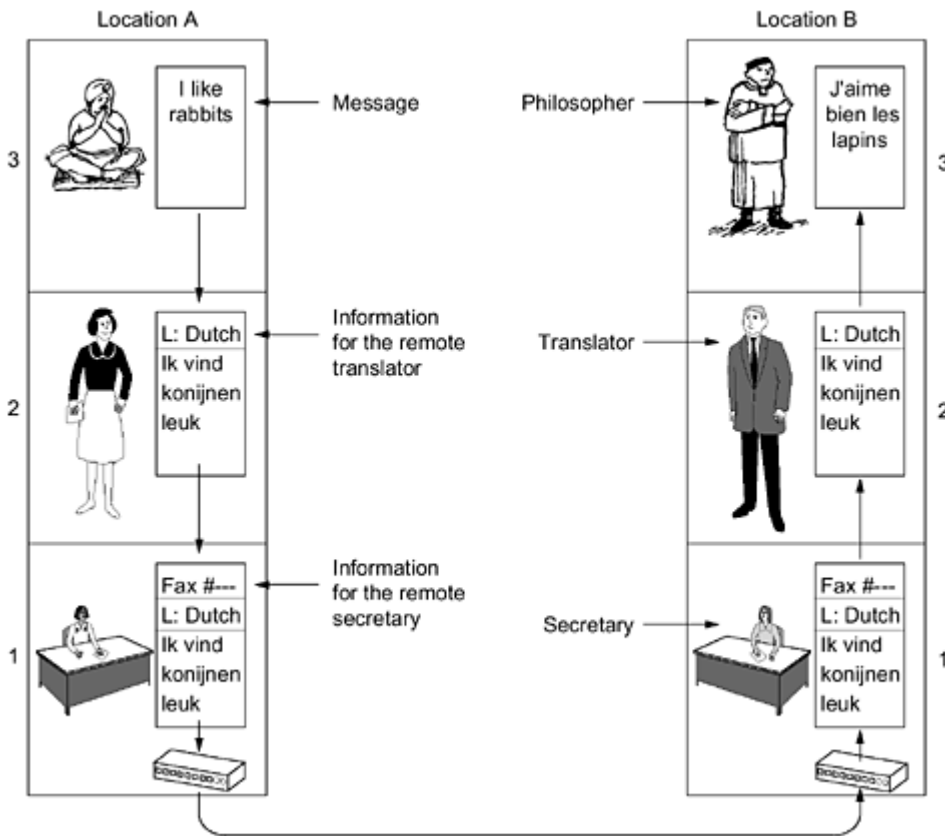 Location A
Location B
3
I like
rabbits
Message
Philosopher
J'aime
bien les
lapins
3
2
L: Dutch
Ik vind
konijnen
leuk
Information
for the remote
translator
Translator
L: Dutch
Ik vind
konijnen
leuk
2
1
Fax #---
L: Dutch
Ik vind
konijnen
leuk
Information
for the remote
secretary
Secretary
Fax #---
L: Dutch
Ik vind
konijnen
leuk
1